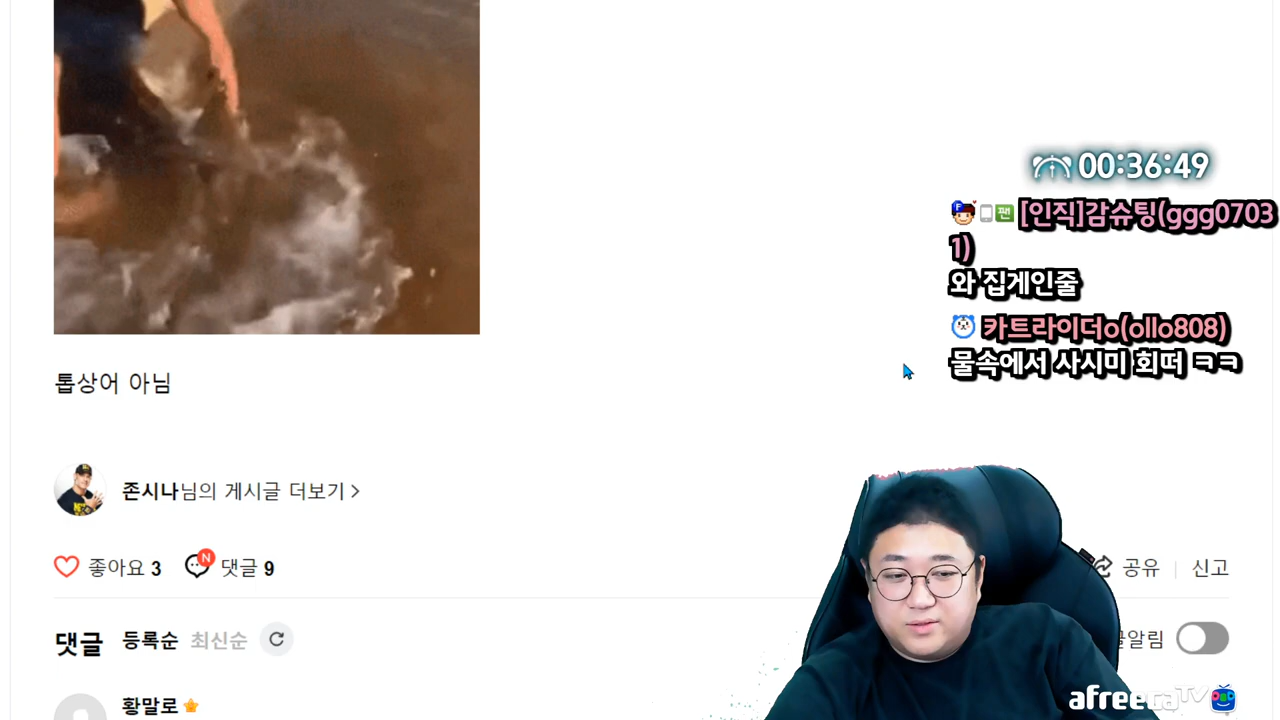 00:36:49
F 팬 [인직]감슈팅(ggg0703
1)
와 집게인줄
카트라이더o(ollo808)
물속에서 사시미 회떠 ㅋㅋ
톱상어 아님
존시나님의 게시글 더보기 >
좋아요 3 N 댓글 9
공유 | 신고
댓글 등록순 최신순
글알림
황말로
afreecaTV